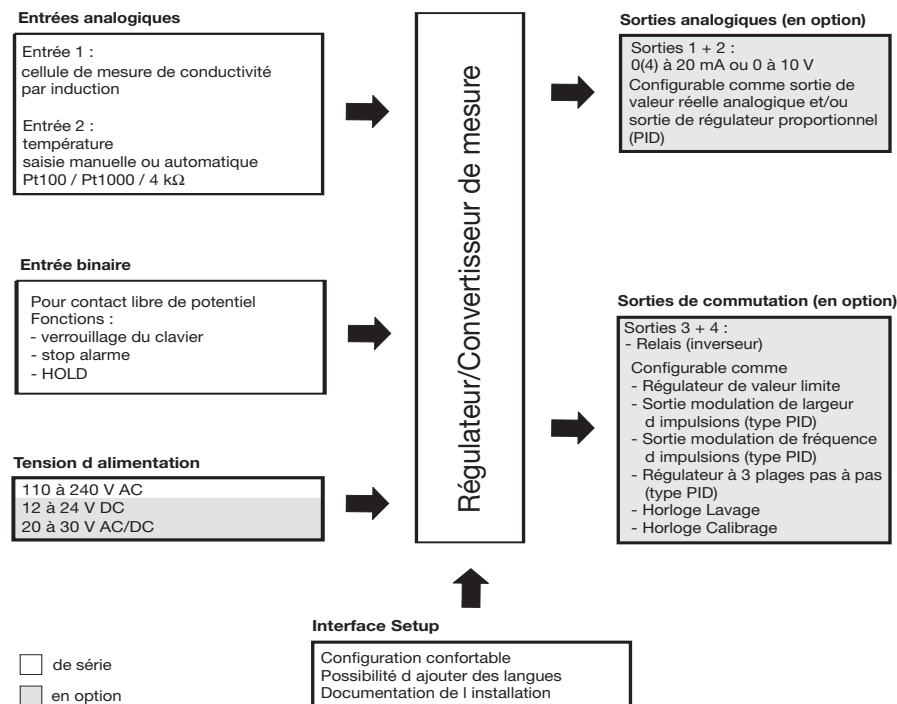 Entrées analogiques
Entrée 1 :
cellule de mesure de conductivité
par induction
Entrée 2 :
température
saisie manuelle ou automatique
Pt100 / Pt1000 / 4 kΩ
Entrée binaire
Pour contact libre de potentiel
Fonctions :
- verrouillage du clavier
- stop alarme
- HOLD
Tension d alimentation
110 à 240 V AC
12 à 24 V DC
20 à 30 V AC/DC
de série
en option
Régulateur/Convertisseur de mesure
Interface Setup
Configuration confortable
Possibilité d ajouter des langues
Documentation de l installation
Sorties analogiques (en option)
Sorties 1 + 2 :
0(4) à 20 mA ou 0 à 10 V
Configurable comme sortie de
valeur réelle analogique et/ou
sortie de régulateur proportionnel
(PID)
Sorties de commutation (en option)
Sorties 3 + 4 :
- Relais (inverseur)
Configurable comme
- Régulateur de valeur limite
- Sortie modulation de largeur
d impulsions (type PID)
- Sortie modulation de fréquence
d impulsions (type PID)
- Régulateur à 3 plages pas à pas
(type PID)
- Horloge Lavage
- Horloge Calibrage